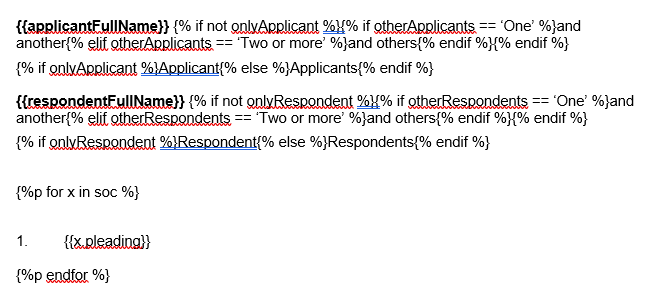 {{applicantFullName}} {% if not onlyApplicant %}{% if otherApplicants == ‘One’ %}and
another{% elif otherApplicants == ‘Two or more’ %}and others{% endif %}{% endif %}
{% if onlyApplicant %}Applicant{% else %}Applicants{% endif %}
{{respondentFullName}} {% if not onlyRespondent %}{% if otherRespondents == ‘One’ %}and
another{% elif otherRespondents == ‘Two or more’ %}and others{% endif %}{% endif %}
{% if onlyRespondent %}Respondent{% else %}Respondents{% endif %}
{%p for x in soc %}
1. {{x.pleading}}
{%p endfor %}